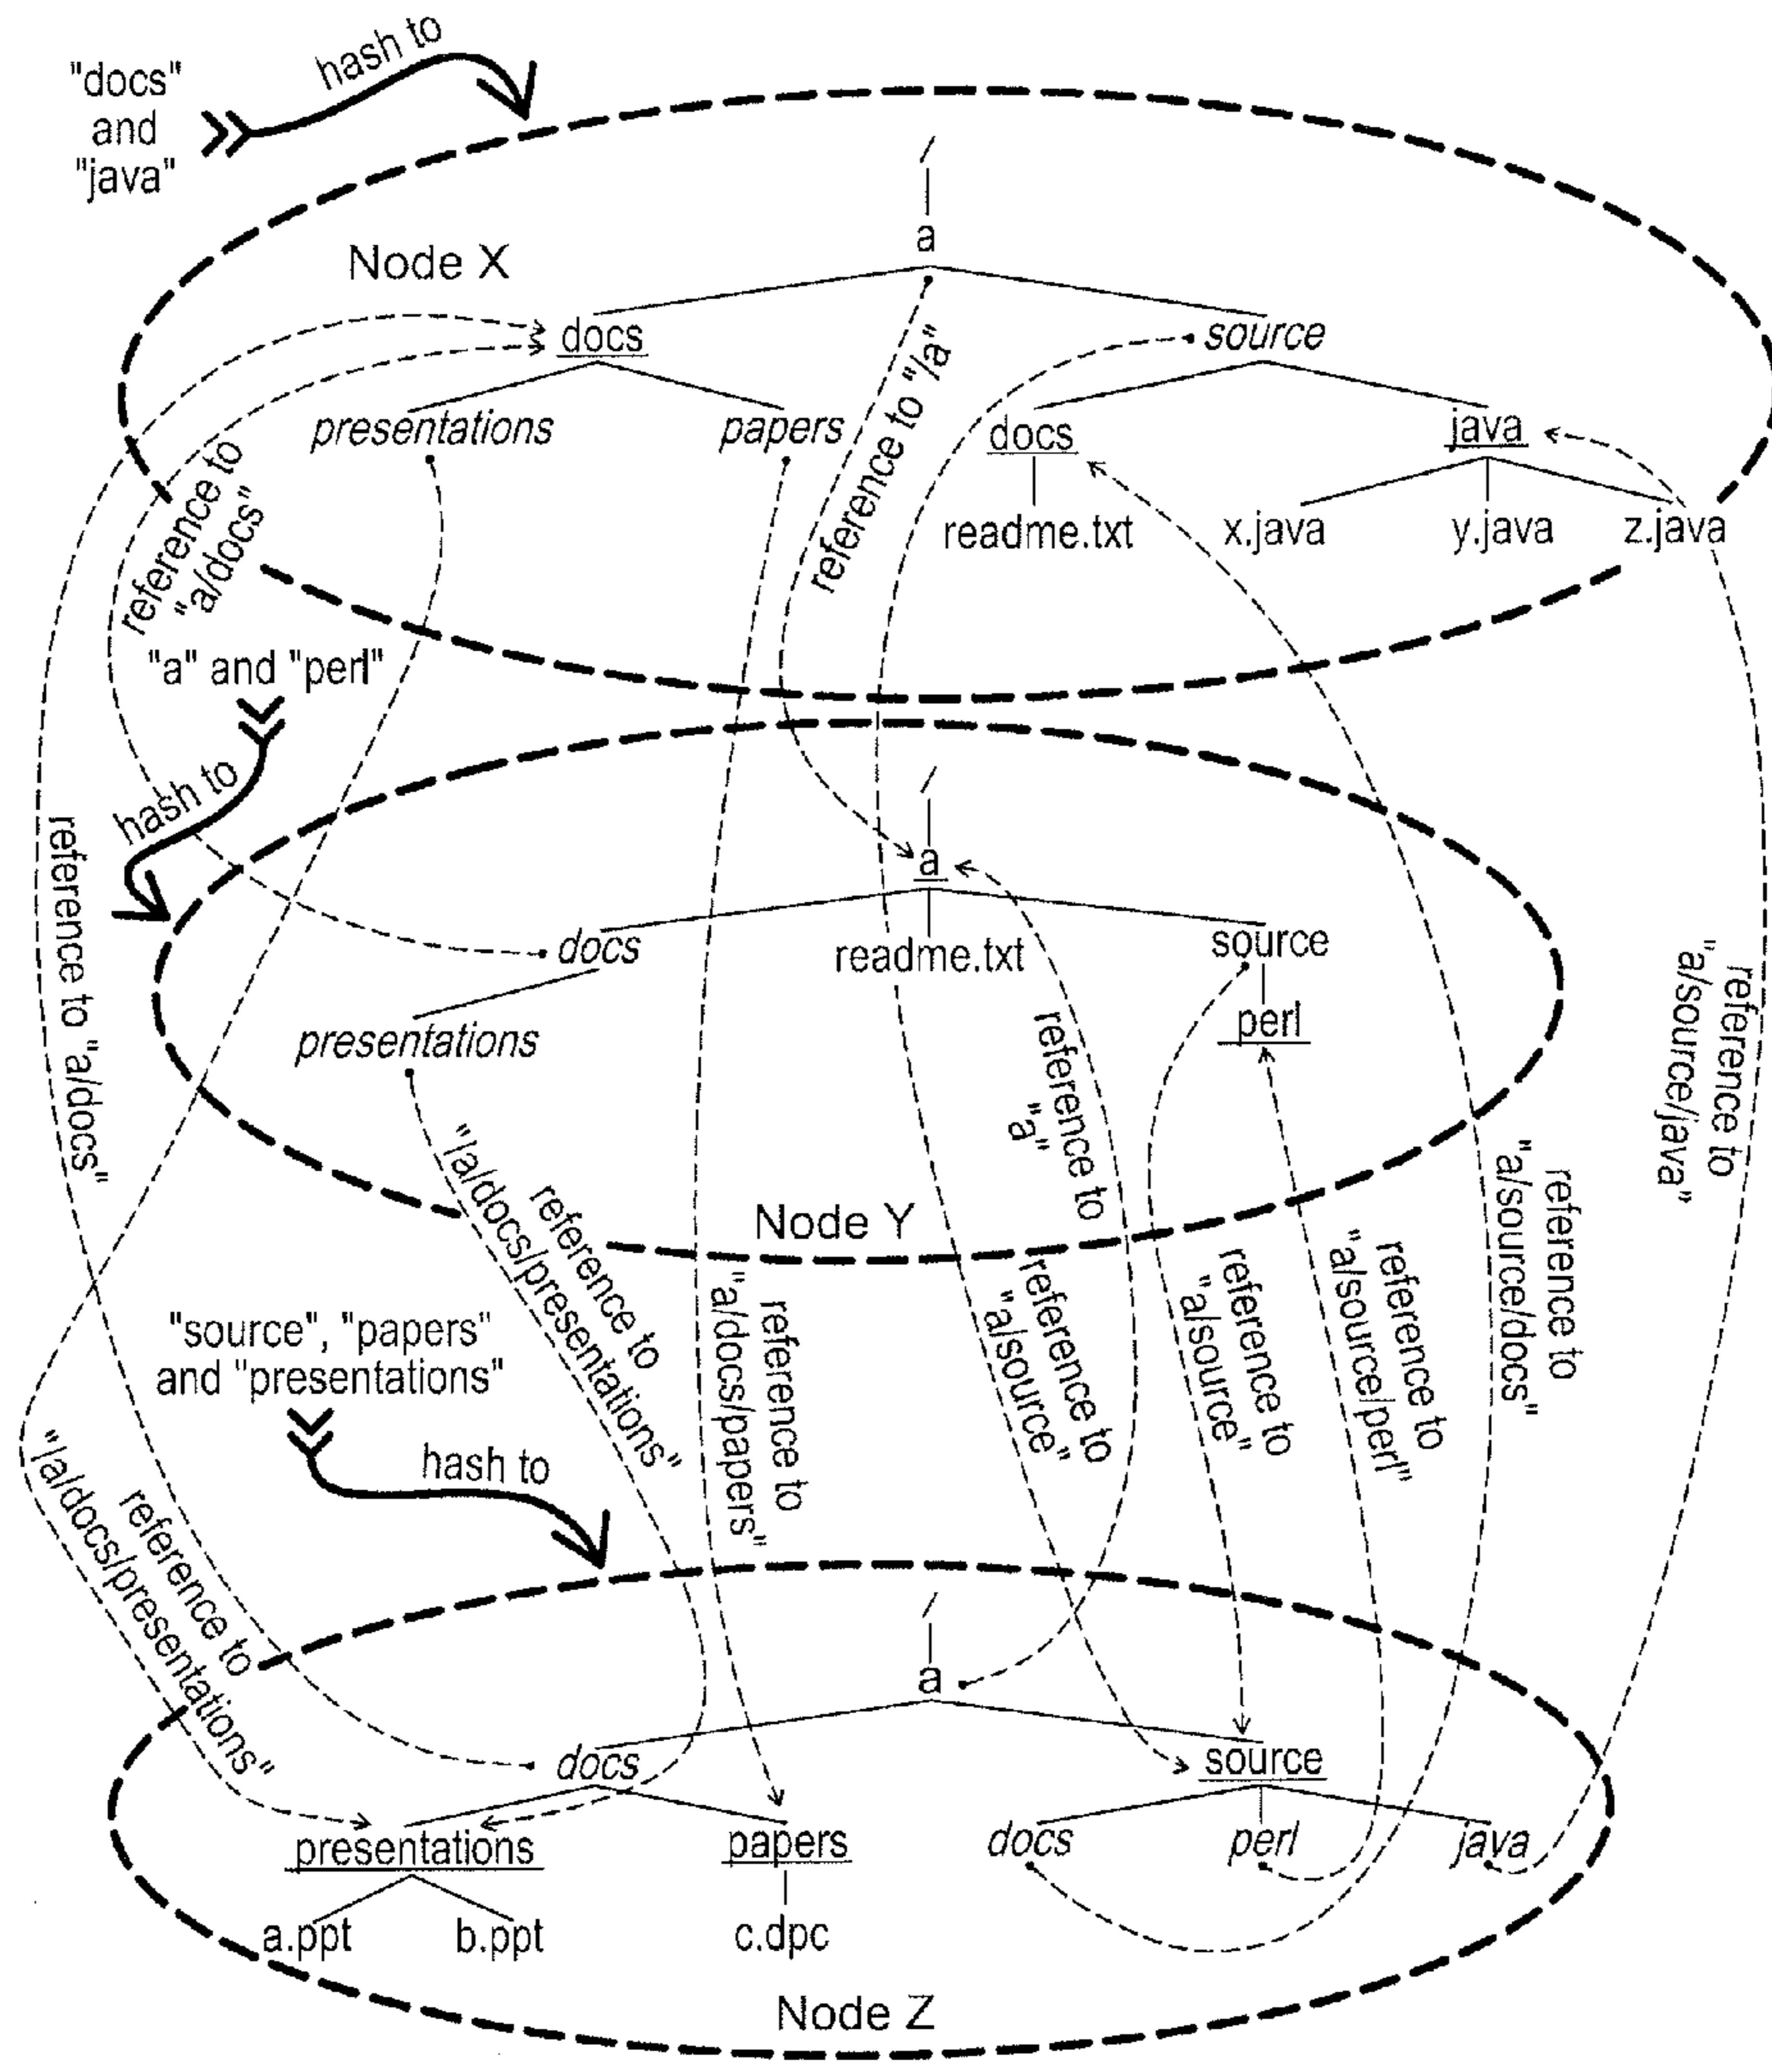 "docs"
and
"java"
hash to
/
a
Node X
docs
source
presentations
papers
docs
java
readme.txt
x.java
y.java
z.java
reference to
"a/docs"
reference to "/a"
"a" and "perl"
hash to
/
a
docs
readme.txt
source
presentations
perl
reference to "a/docs"
reference to
"a"
reference to
"a/source/java"
Node Y
reference to
"/a/docs/presentations"
reference to
"a/docs/papers"
reference to
"a/source"
reference to
"a/source"
reference to
"a/source/perl"
reference to
"a/source/docs"
"source", "papers"
and "presentations"
hash to
reference to
"/a/docs/presentations"
/
a
docs
source
presentations
papers
docs
perl
java
a.ppt
b.ppt
c.dpc
Node Z